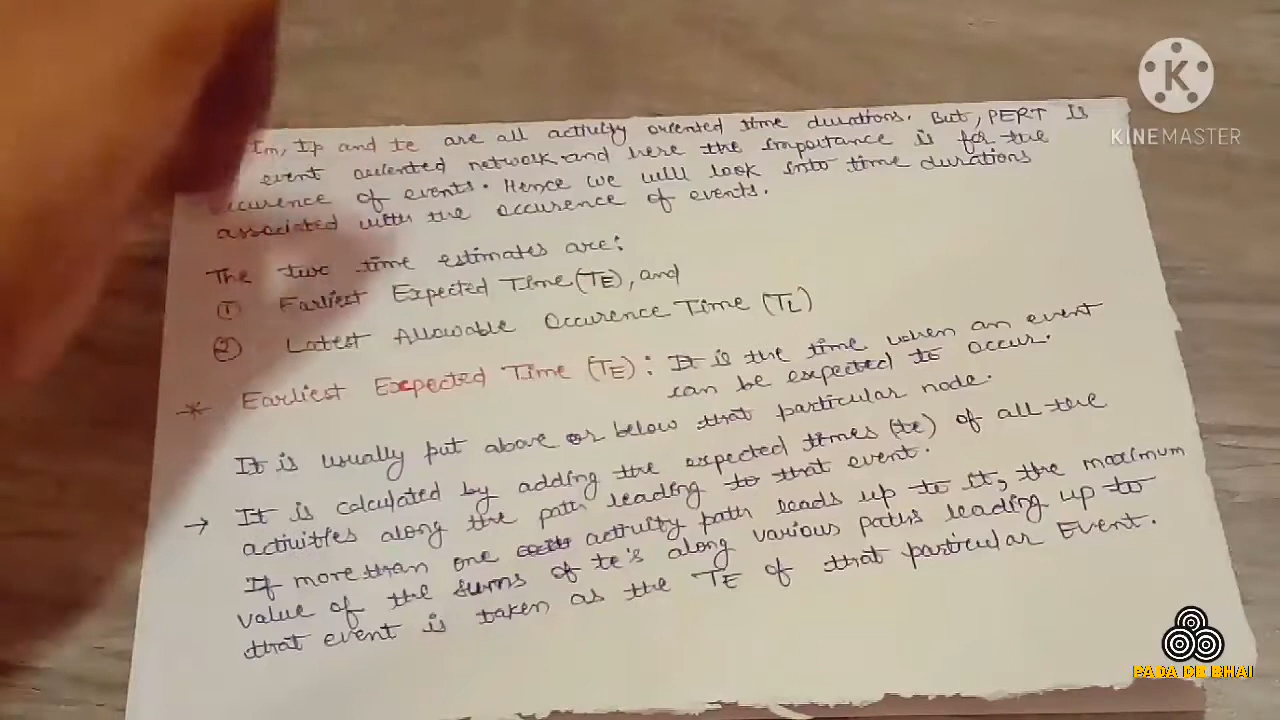 tm, tp and te are all activity oriented time durations. But, PERT is
event oriented network and here the importance is for the
occurence of events. Hence we will look into time durations
associated with the occurence of events.
The two time estimates are:
① Earliest Expected Time (TE), and
② Latest Allowable Occurence Time (TL)
* Earliest Expected Time (TE): It is the time when an event
can be expected to occur.
It is usually put above or below that particular node.
→ It is calculated by adding the expected times (te) of all the
activities along the path leading to that event.
If more than one activity path leads up to it, the maximum
value of the sums of te's along various paths leading up to
that event is taken as the TE of that particular Event.
K
KINEMASTER
BADA DB BHAI